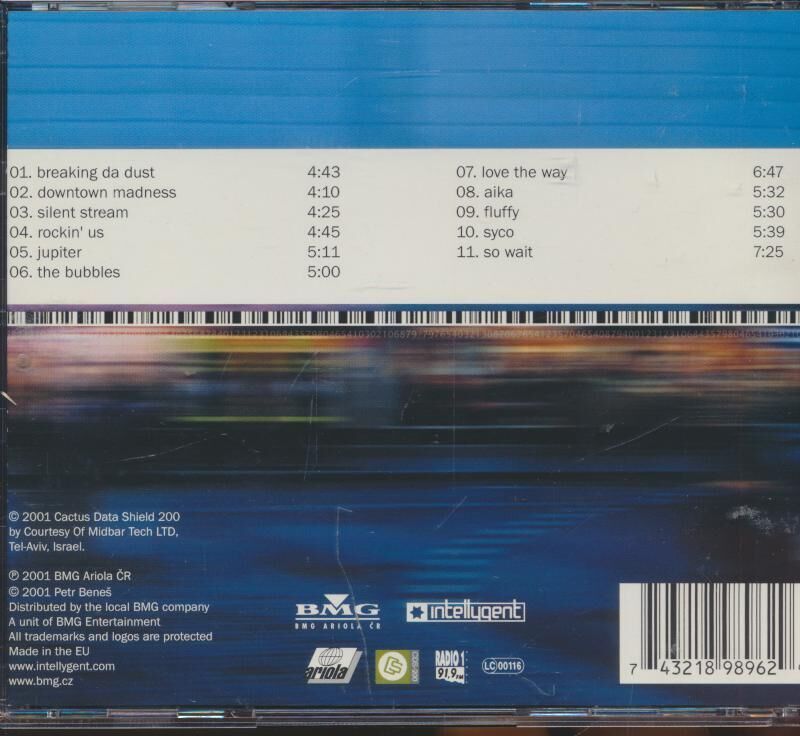 01. breaking da dust 4:43
02. downtown madness 4:10
03. silent stream 4:25
04. rockin' us 4:45
05. jupiter 5:11
06. the bubbles 5:00
07. love the way 6:47
08. aika 5:32
09. fluffy 5:30
10. syco 5:39
11. so wait 7:25
© 2001 Cactus Data Shield 200
by Courtesy Of Midbar Tech LTD,
Tel-Aviv, Israel.
℗ 2001 BMG Ariola ČR
© 2001 Petr Beneš
Distributed by the local BMG company
A unit of BMG Entertainment
All trademarks and logos are protected
Made in the EU
www.intellygent.com
www.bmg.cz
BMG
BMG ARIOLA ČR
intellygent
ariola
CDS-200
RADIO 1
91,9 FM
LC 00116
7 43218 98962